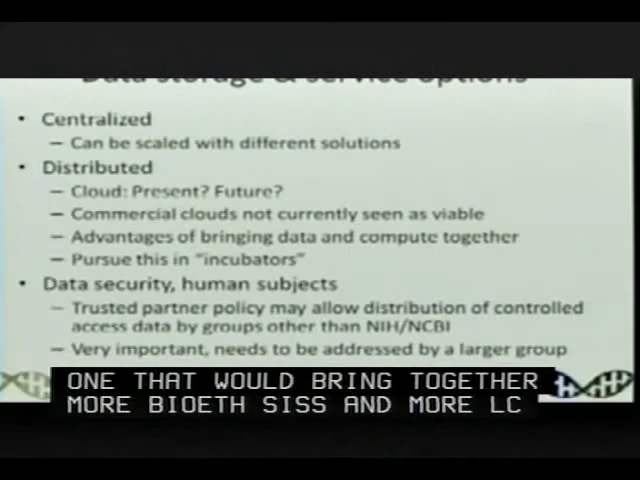 Data storage & service options
• Centralized
– Can be scaled with different solutions
• Distributed
– Cloud: Present? Future?
– Commercial clouds not currently seen as viable
– Advantages of bringing data and compute together
– Pursue this in “incubators”
• Data security, human subjects
– Trusted partner policy may allow distribution of controlled
access data by groups other than NIH/NCBI
– Very important, needs to be addressed by a larger group
ONE THAT WOULD BRING TOGETHER
MORE BIOETH SISS AND MORE LC